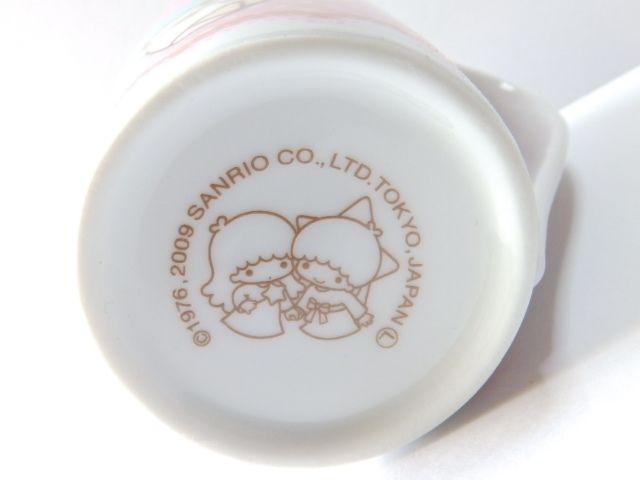 ©1976, 2009 SANRIO CO., LTD. TOKYO, JAPAN Ⓛ